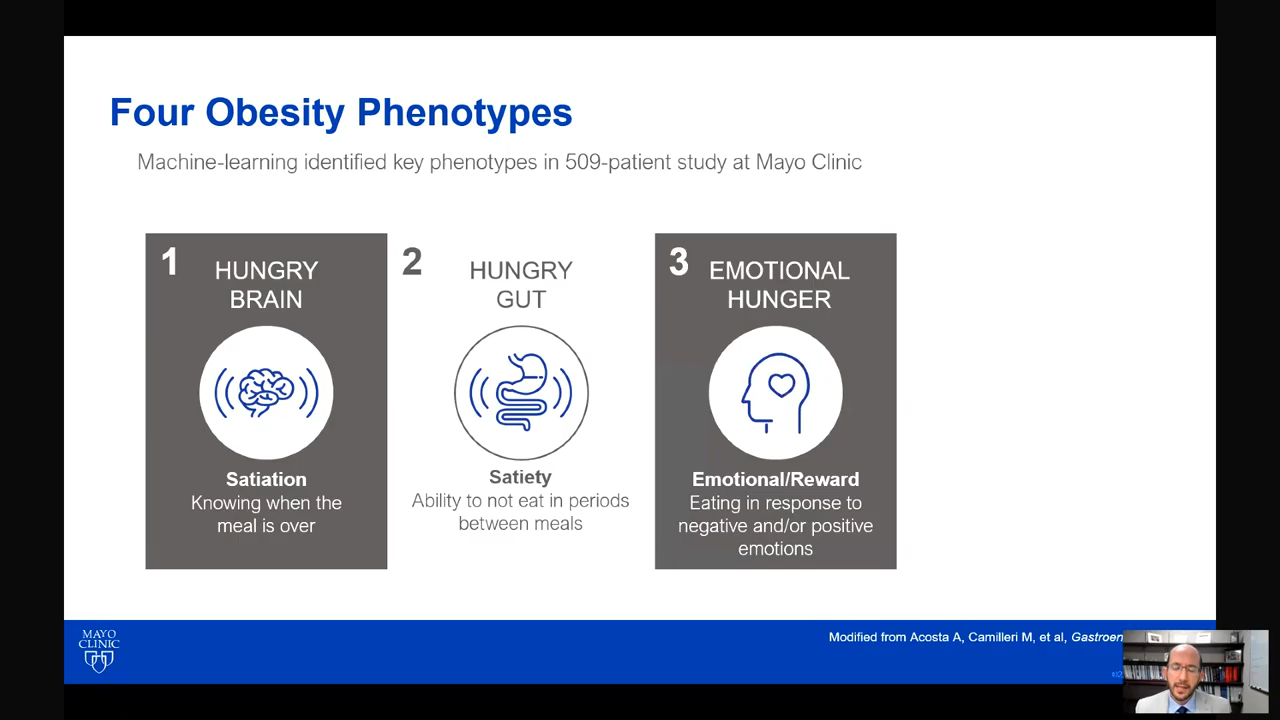 Four Obesity Phenotypes
Machine-learning identified key phenotypes in 509-patient study at Mayo Clinic
1
HUNGRY
BRAIN
Satiation
Knowing when the
meal is over
2
HUNGRY
GUT
Satiety
Ability to not eat in periods
between meals
3
EMOTIONAL
HUNGER
Emotional/Reward
Eating in response to
negative and/or positive
emotions
MAYO
CLINIC
Modified from Acosta A, Camilleri M, et al,